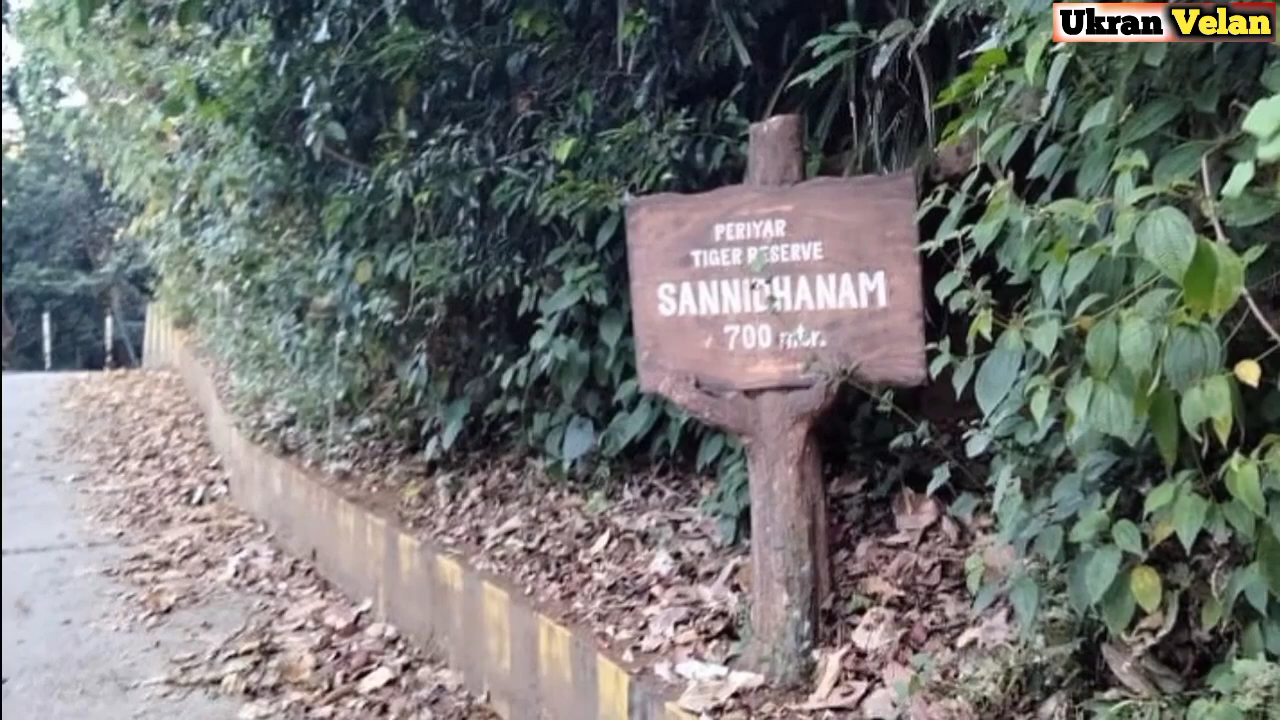 Ukran Velan
PERIYAR
TIGER RESERVE
SANNIDHANAM
700 mtr.